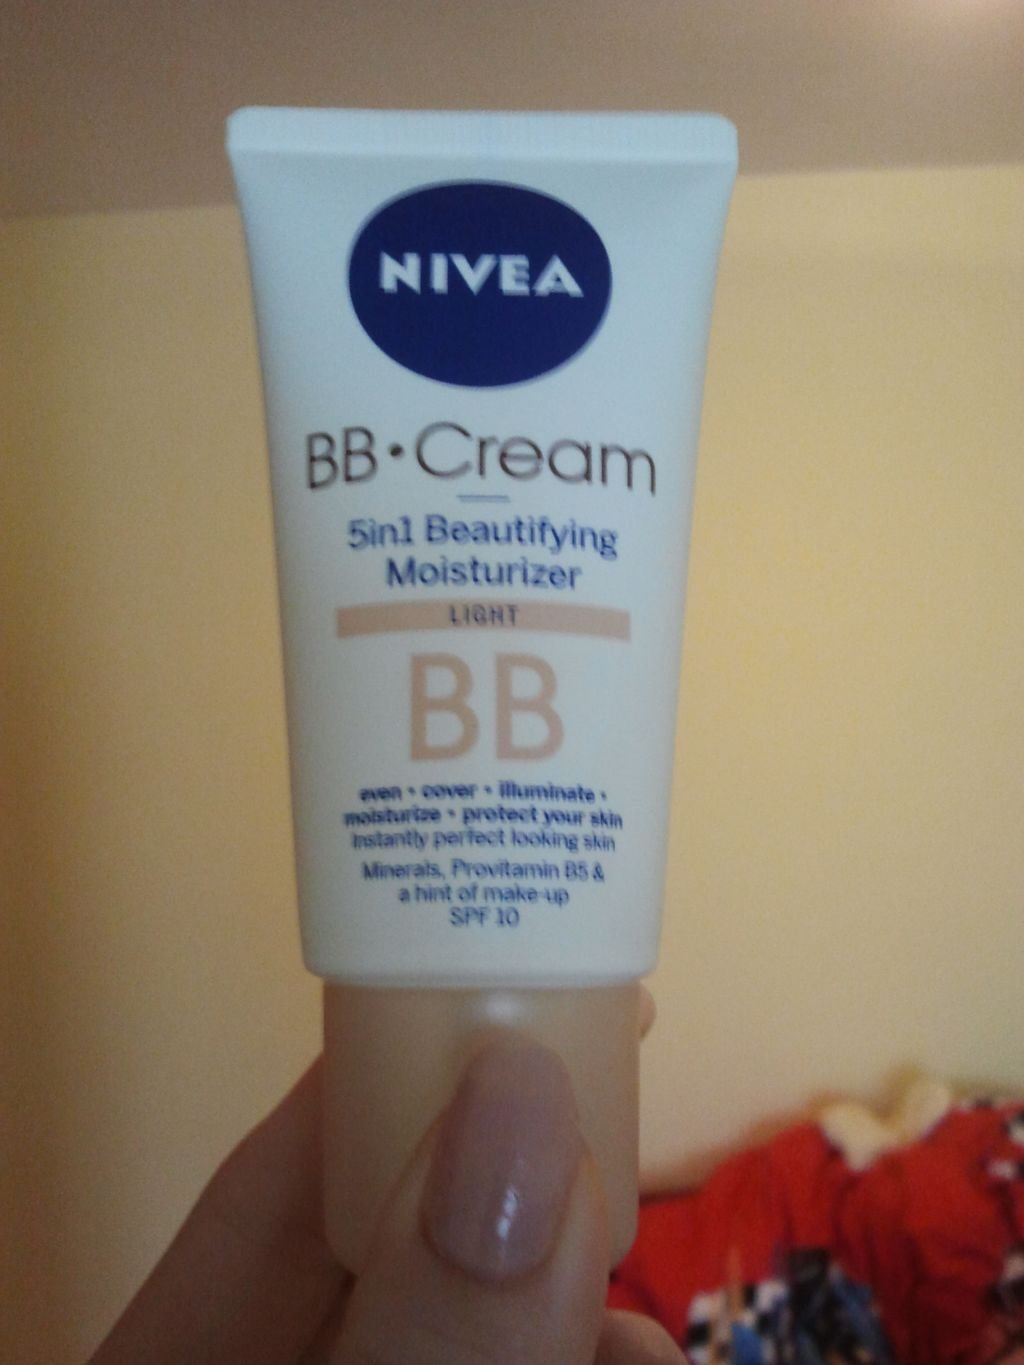 NIVEA
BB • Cream
5in1 Beautifying
Moisturizer
LIGHT
BB
even • cover • illuminate •
moisturize • protect your skin
Instantly perfect looking skin
Minerals, Provitamin B5 &
a hint of make-up
SPF 10